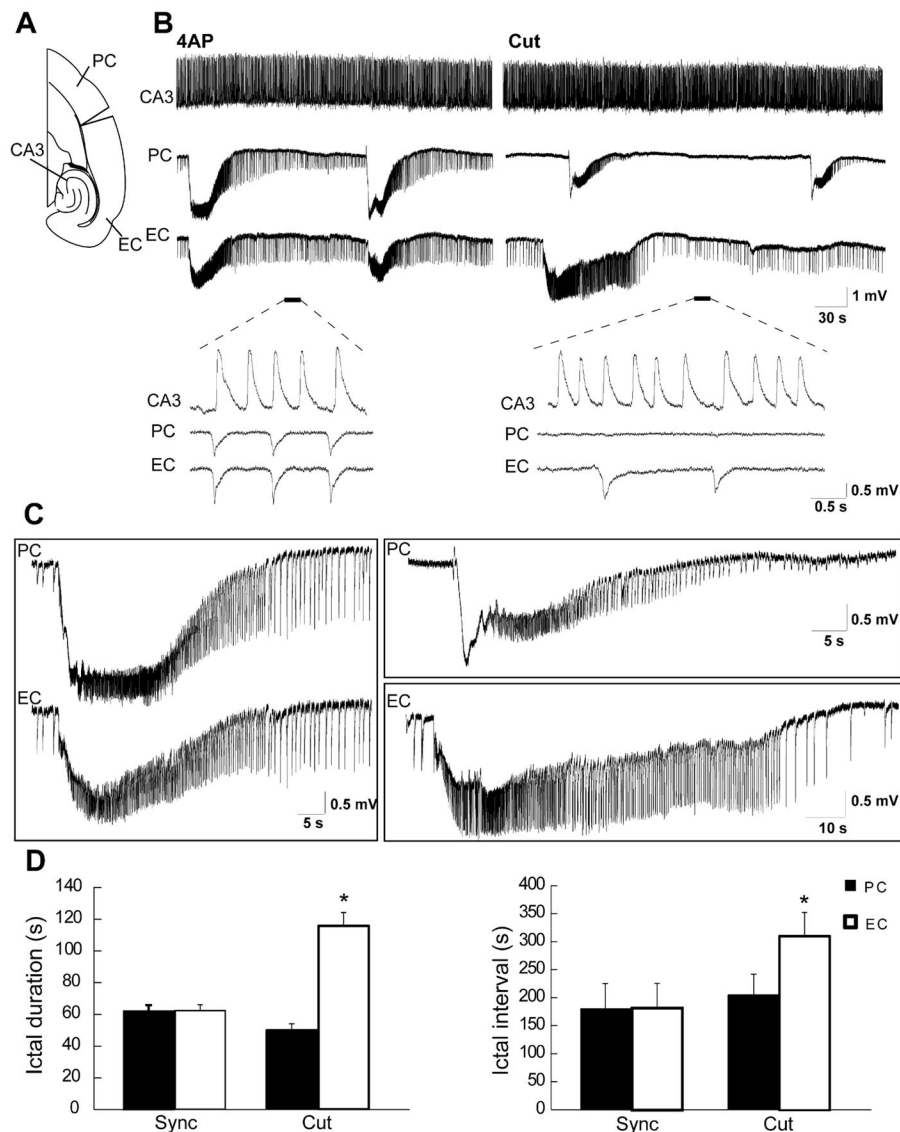 A
PC
CA3
EC
B
4AP
Cut
CA3
PC
EC
1 mV
30 s
CA3
PC
EC
CA3
PC
EC
0.5 mV
0.5 s
C
PC
EC
0.5 mV
5 s
PC
0.5 mV
5 s
EC
0.5 mV
10 s
D
Ictal duration (s)
140
120
100
80
60
40
20
0
*
Sync
Cut
Ictal interval (s)
400
350
300
250
200
150
100
50
0
*
PC
EC
Sync
Cut